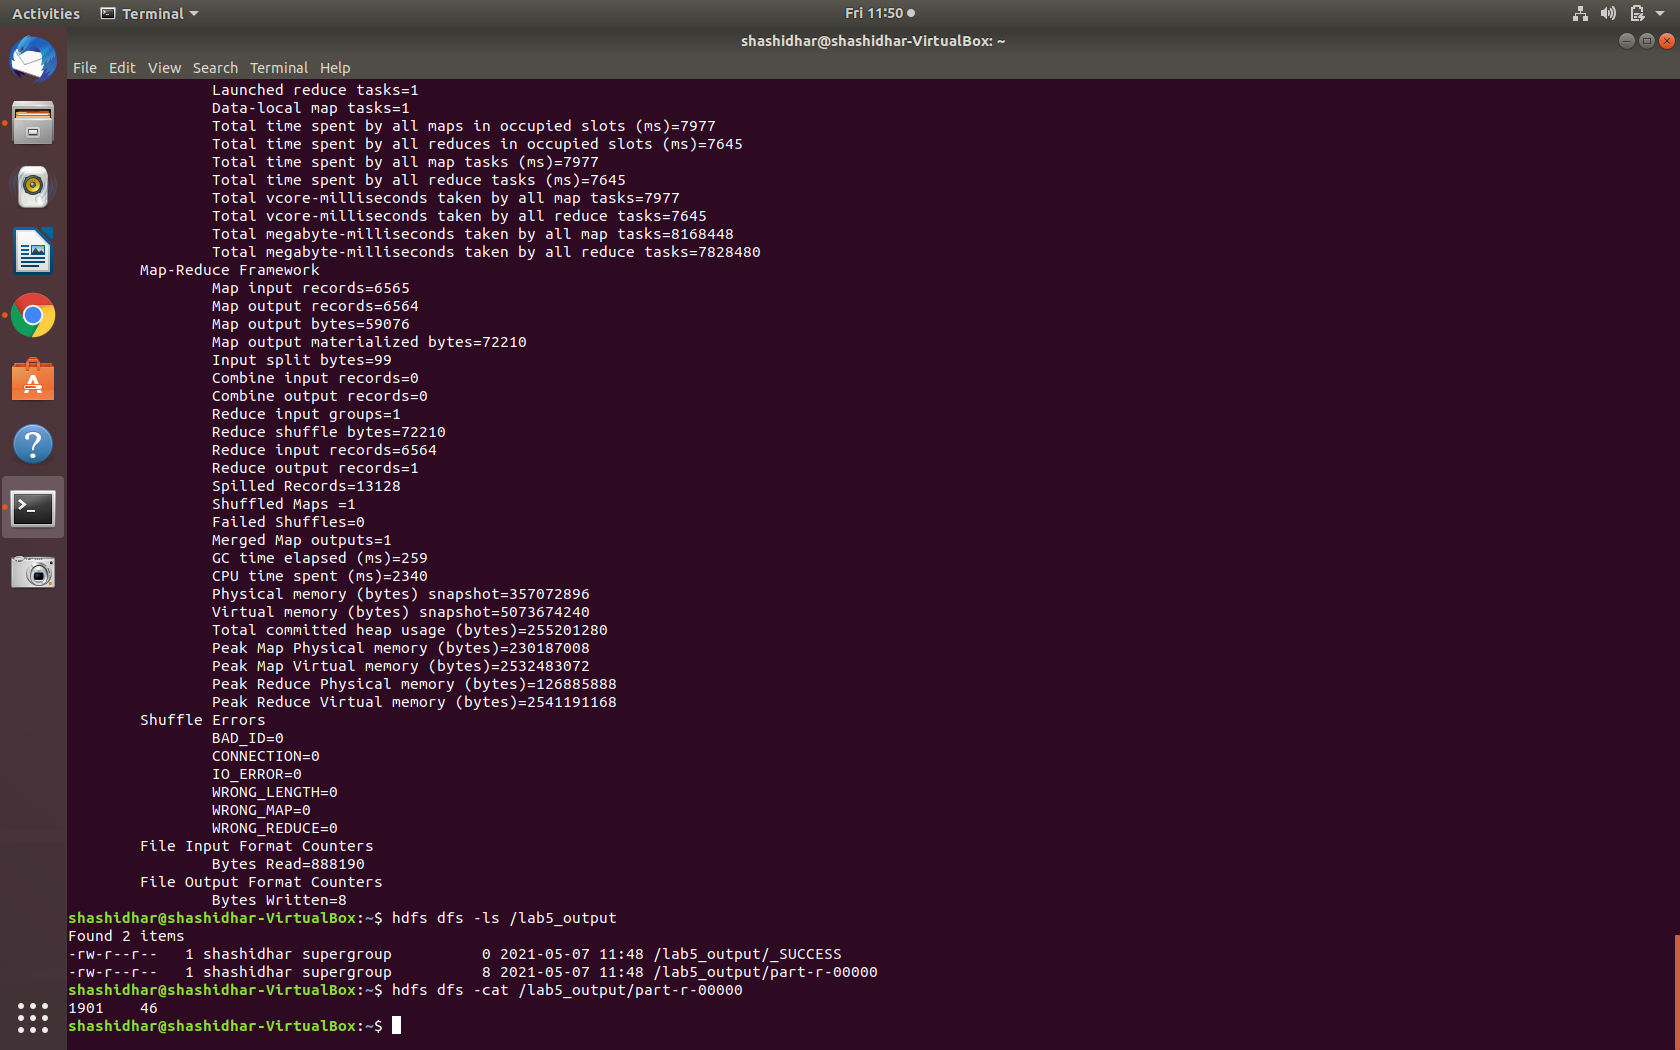 Activities Terminal Fri 11:50
shashidhar@shashidhar-VirtualBox: ~
File Edit View Search Terminal Help
Launched reduce tasks=1
Data-local map tasks=1
Total time spent by all maps in occupied slots (ms)=7977
Total time spent by all reduces in occupied slots (ms)=7645
Total time spent by all map tasks (ms)=7977
Total time spent by all reduce tasks (ms)=7645
Total vcore-milliseconds taken by all map tasks=7977
Total vcore-milliseconds taken by all reduce tasks=7645
Total megabyte-milliseconds taken by all map tasks=8168448
Total megabyte-milliseconds taken by all reduce tasks=7828480
Map-Reduce Framework
Map input records=6565
Map output records=6564
Map output bytes=59076
Map output materialized bytes=72210
Input split bytes=99
Combine input records=0
Combine output records=0
Reduce input groups=1
Reduce shuffle bytes=72210
Reduce input records=6564
Reduce output records=1
Spilled Records=13128
Shuffled Maps =1
Failed Shuffles=0
Merged Map outputs=1
GC time elapsed (ms)=259
CPU time spent (ms)=2340
Physical memory (bytes) snapshot=357072896
Virtual memory (bytes) snapshot=5073674240
Total committed heap usage (bytes)=255201280
Peak Map Physical memory (bytes)=230187008
Peak Map Virtual memory (bytes)=2532483072
Peak Reduce Physical memory (bytes)=126885888
Peak Reduce Virtual memory (bytes)=2541191168
Shuffle Errors
BAD_ID=0
CONNECTION=0
IO_ERROR=0
WRONG_LENGTH=0
WRONG_MAP=0
WRONG_REDUCE=0
File Input Format Counters
Bytes Read=888190
File Output Format Counters
Bytes Written=8
shashidhar@shashidhar-VirtualBox:~$ hdfs dfs -ls /lab5_output
Found 2 items
-rw-r--r--   1 shashidhar supergroup          0 2021-05-07 11:48 /lab5_output/_SUCCESS
-rw-r--r--   1 shashidhar supergroup          8 2021-05-07 11:48 /lab5_output/part-r-00000
shashidhar@shashidhar-VirtualBox:~$ hdfs dfs -cat /lab5_output/part-r-00000
1901    46
shashidhar@shashidhar-VirtualBox:~$